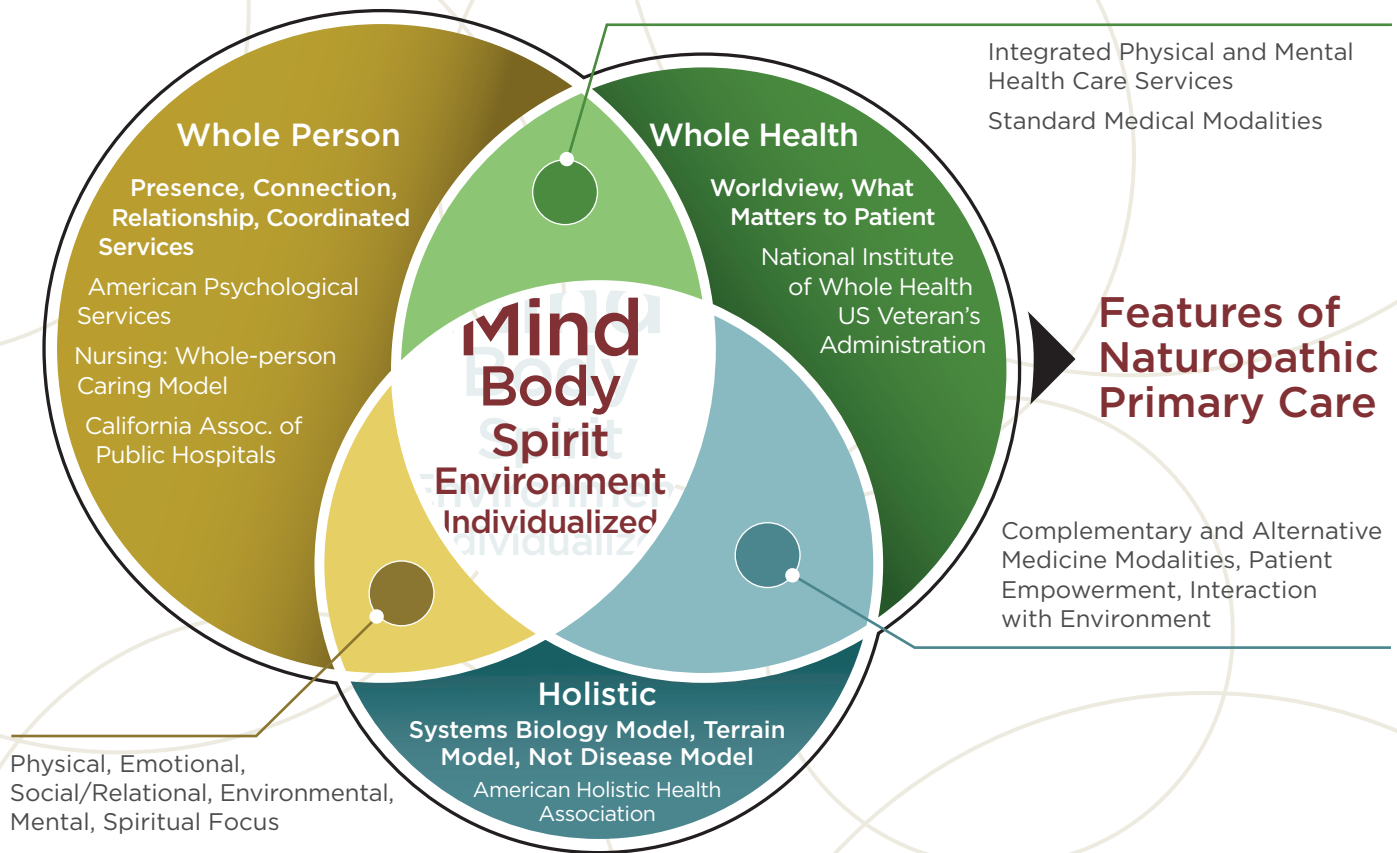 Integrated Physical and Mental
Health Care Services
Standard Medical Modalities
Whole Person
Presence, Connection,
Relationship, Coordinated
Services
American Psychological
Services
Nursing: Whole-person
Caring Model
California Assoc. of
Public Hospitals
Whole Health
Worldview, What
Matters to Patient
National Institute
of Whole Health
US Veteran’s
Administration
Mind
Body
Spirit
Environment
Individualized
Features of
Naturopathic
Primary Care
Complementary and Alternative
Medicine Modalities, Patient
Empowerment, Interaction
with Environment
Holistic
Systems Biology Model, Terrain
Model, Not Disease Model
American Holistic Health
Association
Physical, Emotional,
Social/Relational, Environmental,
Mental, Spiritual Focus